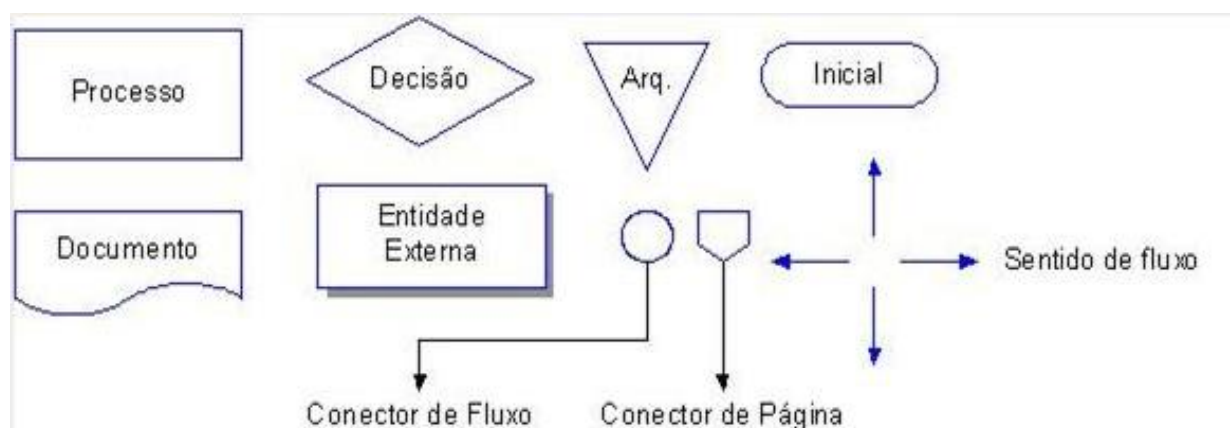 Processo
Decisão
Arq.
Inicial
Documento
Entidade
Externa
Sentido de fluxo
Conector de Fluxo
Conector de Página